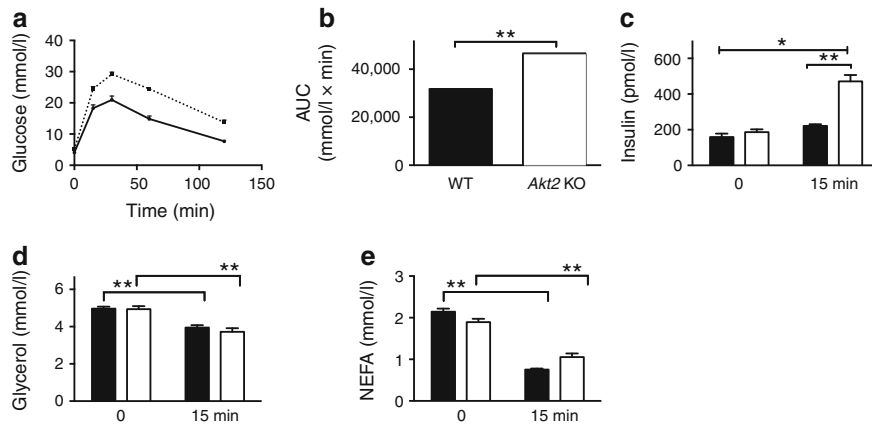 a
Glucose (mmol/l)
40
30
20
10
0
0
50
100
150
Time (min)
b
AUC
(mmol/l × min)
40,000
20,000
0
**
WT
Akt2 KO
c
Insulin (pmol/l)
600
400
200
0
*
**
0
15 min
d
Glycerol (mmol/l)
6
4
2
0
**
**
0
15 min
e
NEFA (mmol/l)
3
2
1
0
**
**
0
15 min